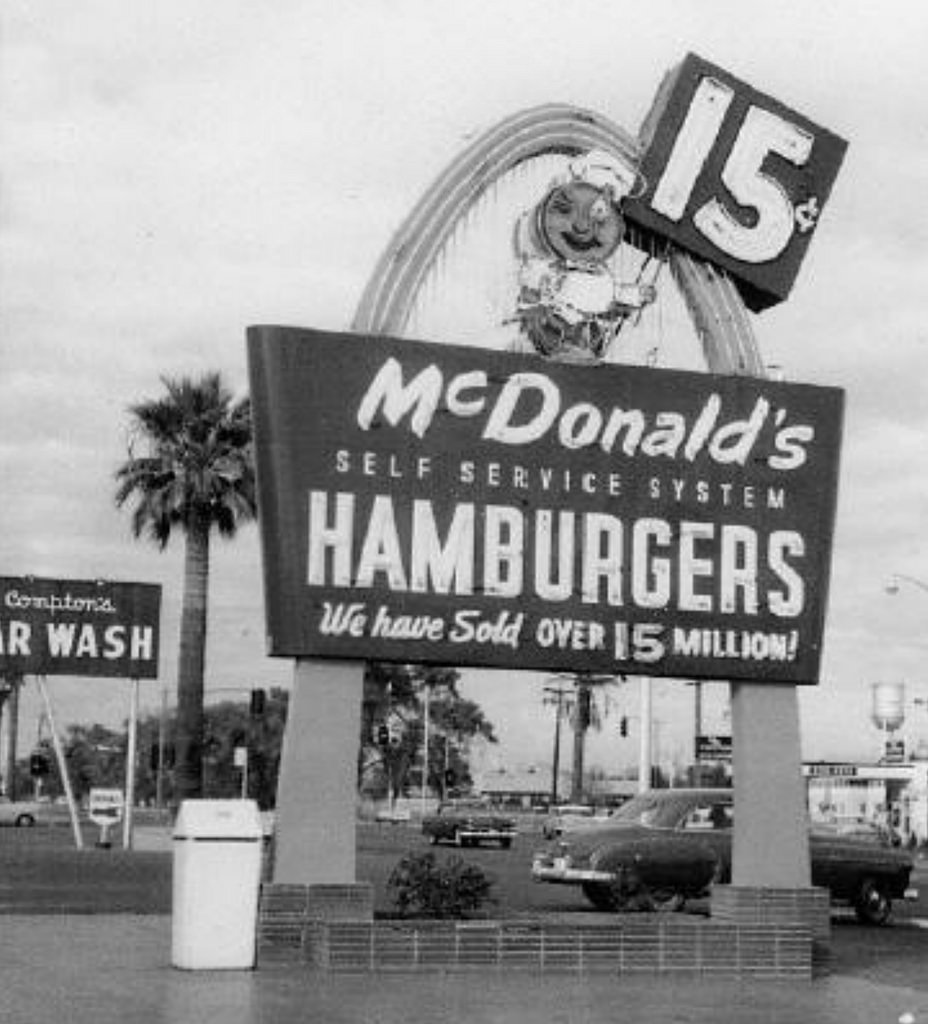 15¢
McDonald's
SELF SERVICE SYSTEM
HAMBURGERS
We have Sold OVER 15 MILLION!
Compton's
AR WASH